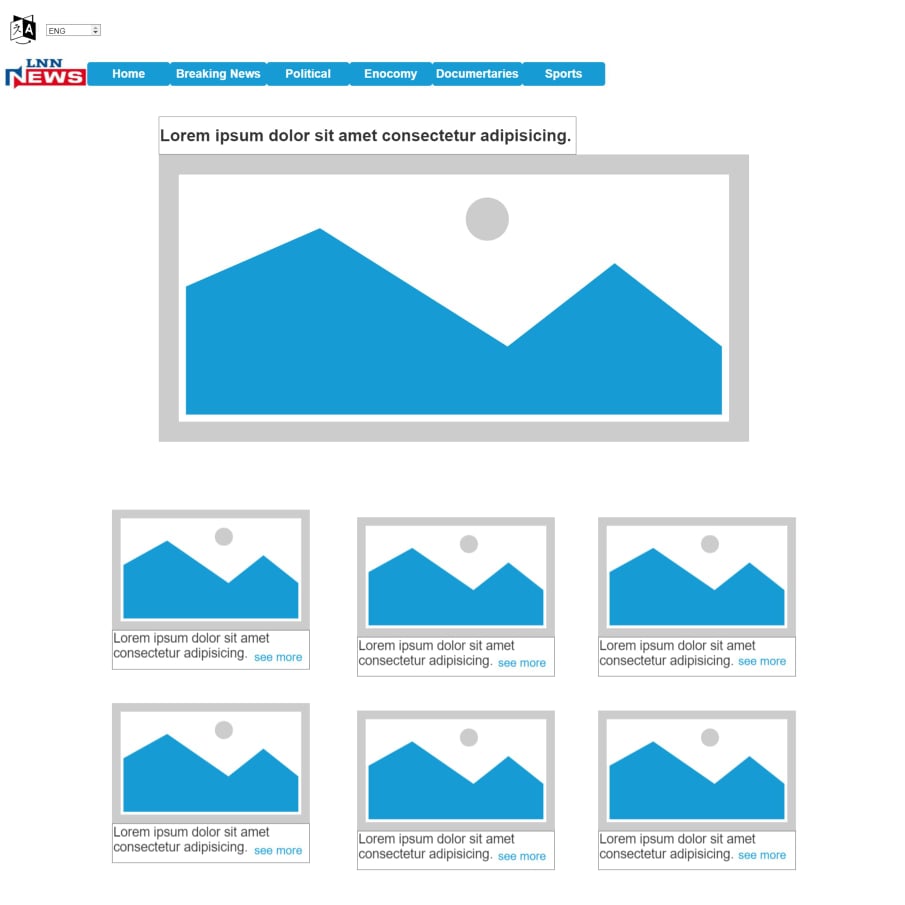 文 A
ENG
LNN
NEWS
Home Breaking News Political Enocomy Documertaries Sports
Lorem ipsum dolor sit amet consectetur adipisicing.
Lorem ipsum dolor sit amet
consectetur adipisicing. see more
Lorem ipsum dolor sit amet
consectetur adipisicing. see more
Lorem ipsum dolor sit amet
consectetur adipisicing. see more
Lorem ipsum dolor sit amet
consectetur adipisicing. see more
Lorem ipsum dolor sit amet
consectetur adipisicing. see more
Lorem ipsum dolor sit amet
consectetur adipisicing. see more